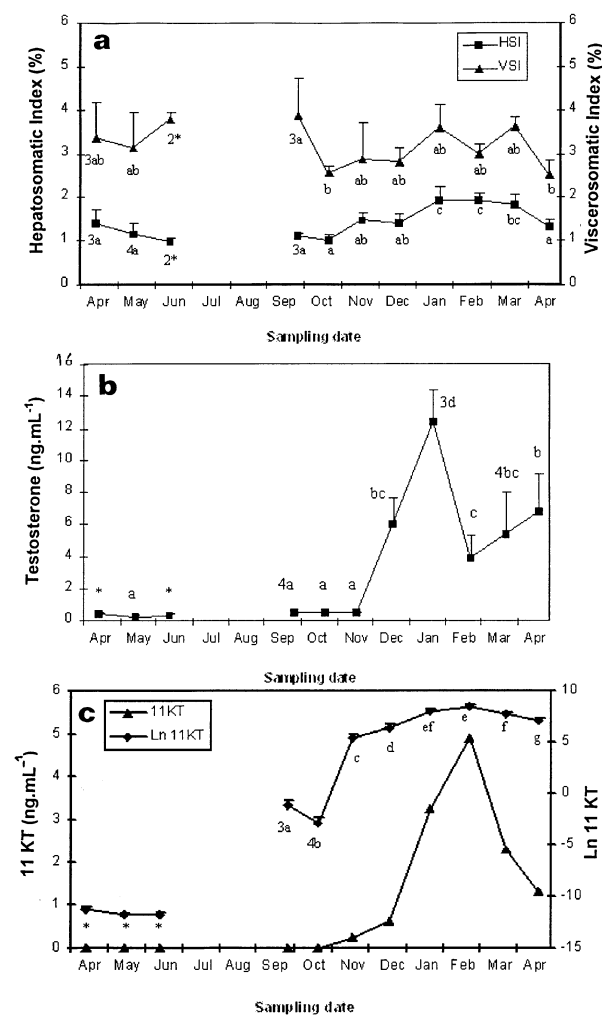 a
HSI
VSI
Hepatosomatic Index (%)
Viscerosomatic Index (%)
6 5 4 3 2 1 0
6 5 4 3 2 1 0
3ab ab 2* 3a b ab ab ab ab ab b
3a 4a 2* 3a a ab ab c c bc a
Apr May Jun Jul Aug Sep Oct Nov Dec Jan Feb Mar Apr
Sampling date
b
Testosterone (ng.mL-1)
16 14 12 10 8 6 4 2 0
* a * 4a a a bc 3d c 4bc b
Apr May Jun Jul Aug Sep Oct Nov Dec Jan Feb Mar Apr
Sampling date
c
11KT
Ln 11KT
11 KT (ng.mL-1)
Ln 11 KT
6 5 4 3 2 1 0
10 5 0 -5 -10 -15
* * * 3a 4b c d ef e f g
Apr May Jun Jul Aug Sep Oct Nov Dec Jan Feb Mar Apr
Sampling date